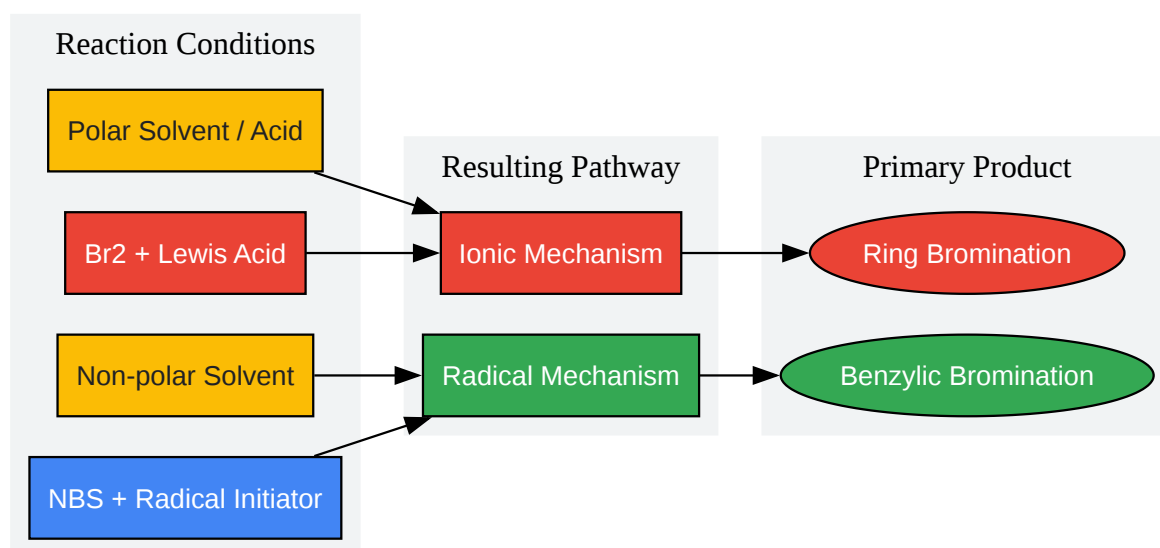 Reaction Conditions
Polar Solvent / Acid
Br2 + Lewis Acid
Non-polar Solvent
NBS + Radical Initiator
Resulting Pathway
Ionic Mechanism
Radical Mechanism
Primary Product
Ring Bromination
Benzylic Bromination